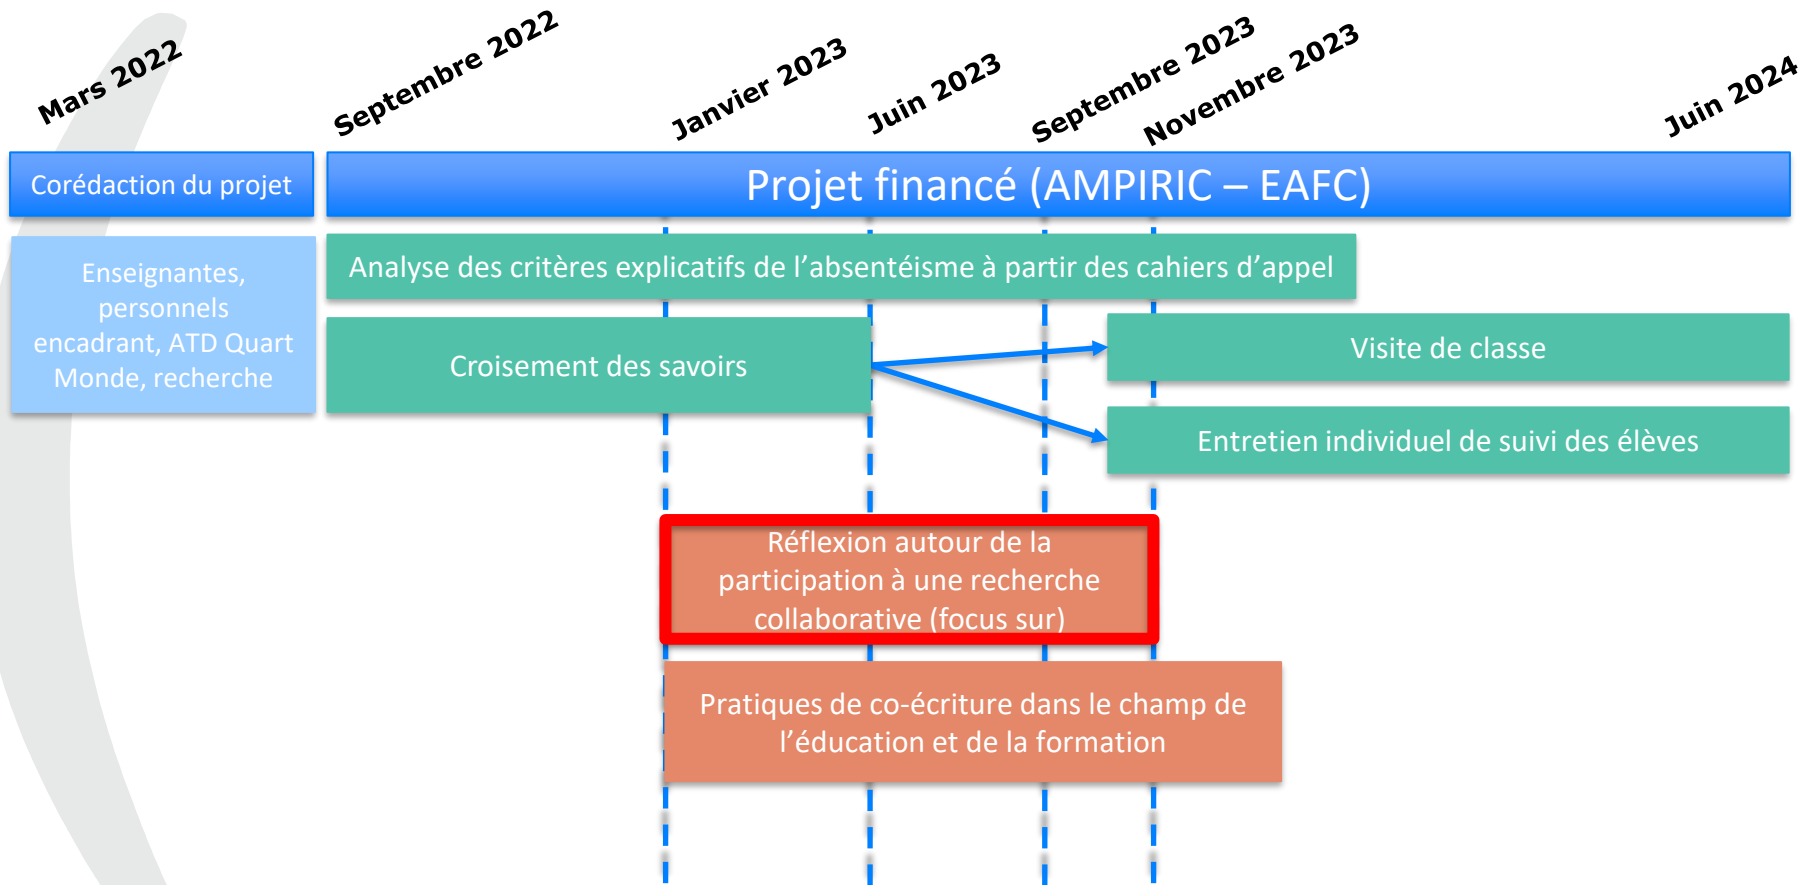 Mars 2022
Septembre 2022
Janvier 2023
Juin 2023
Septembre 2023
Novembre 2023
Juin 2024
Corédaction du projet
Projet financé (AMPIRIC – EAFC)
Enseignantes,
personnels
encadrant, ATD Quart
Monde, recherche
Analyse des critères explicatifs de l’absentéisme à partir des cahiers d’appel
Croisement des savoirs
Visite de classe
Entretien individuel de suivi des élèves
Réflexion autour de la
participation à une recherche
collaborative (focus sur)
Pratiques de co-écriture dans le champ de
l’éducation et de la formation